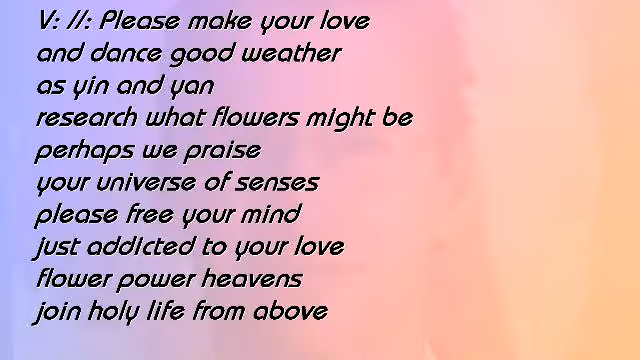 V: //: Please make your love
and dance good weather
as yin and yan
research what flowers might be
perhaps we praise
your universe of senses
please free your mind
just addicted to your love
flower power heavens
join holy life from above